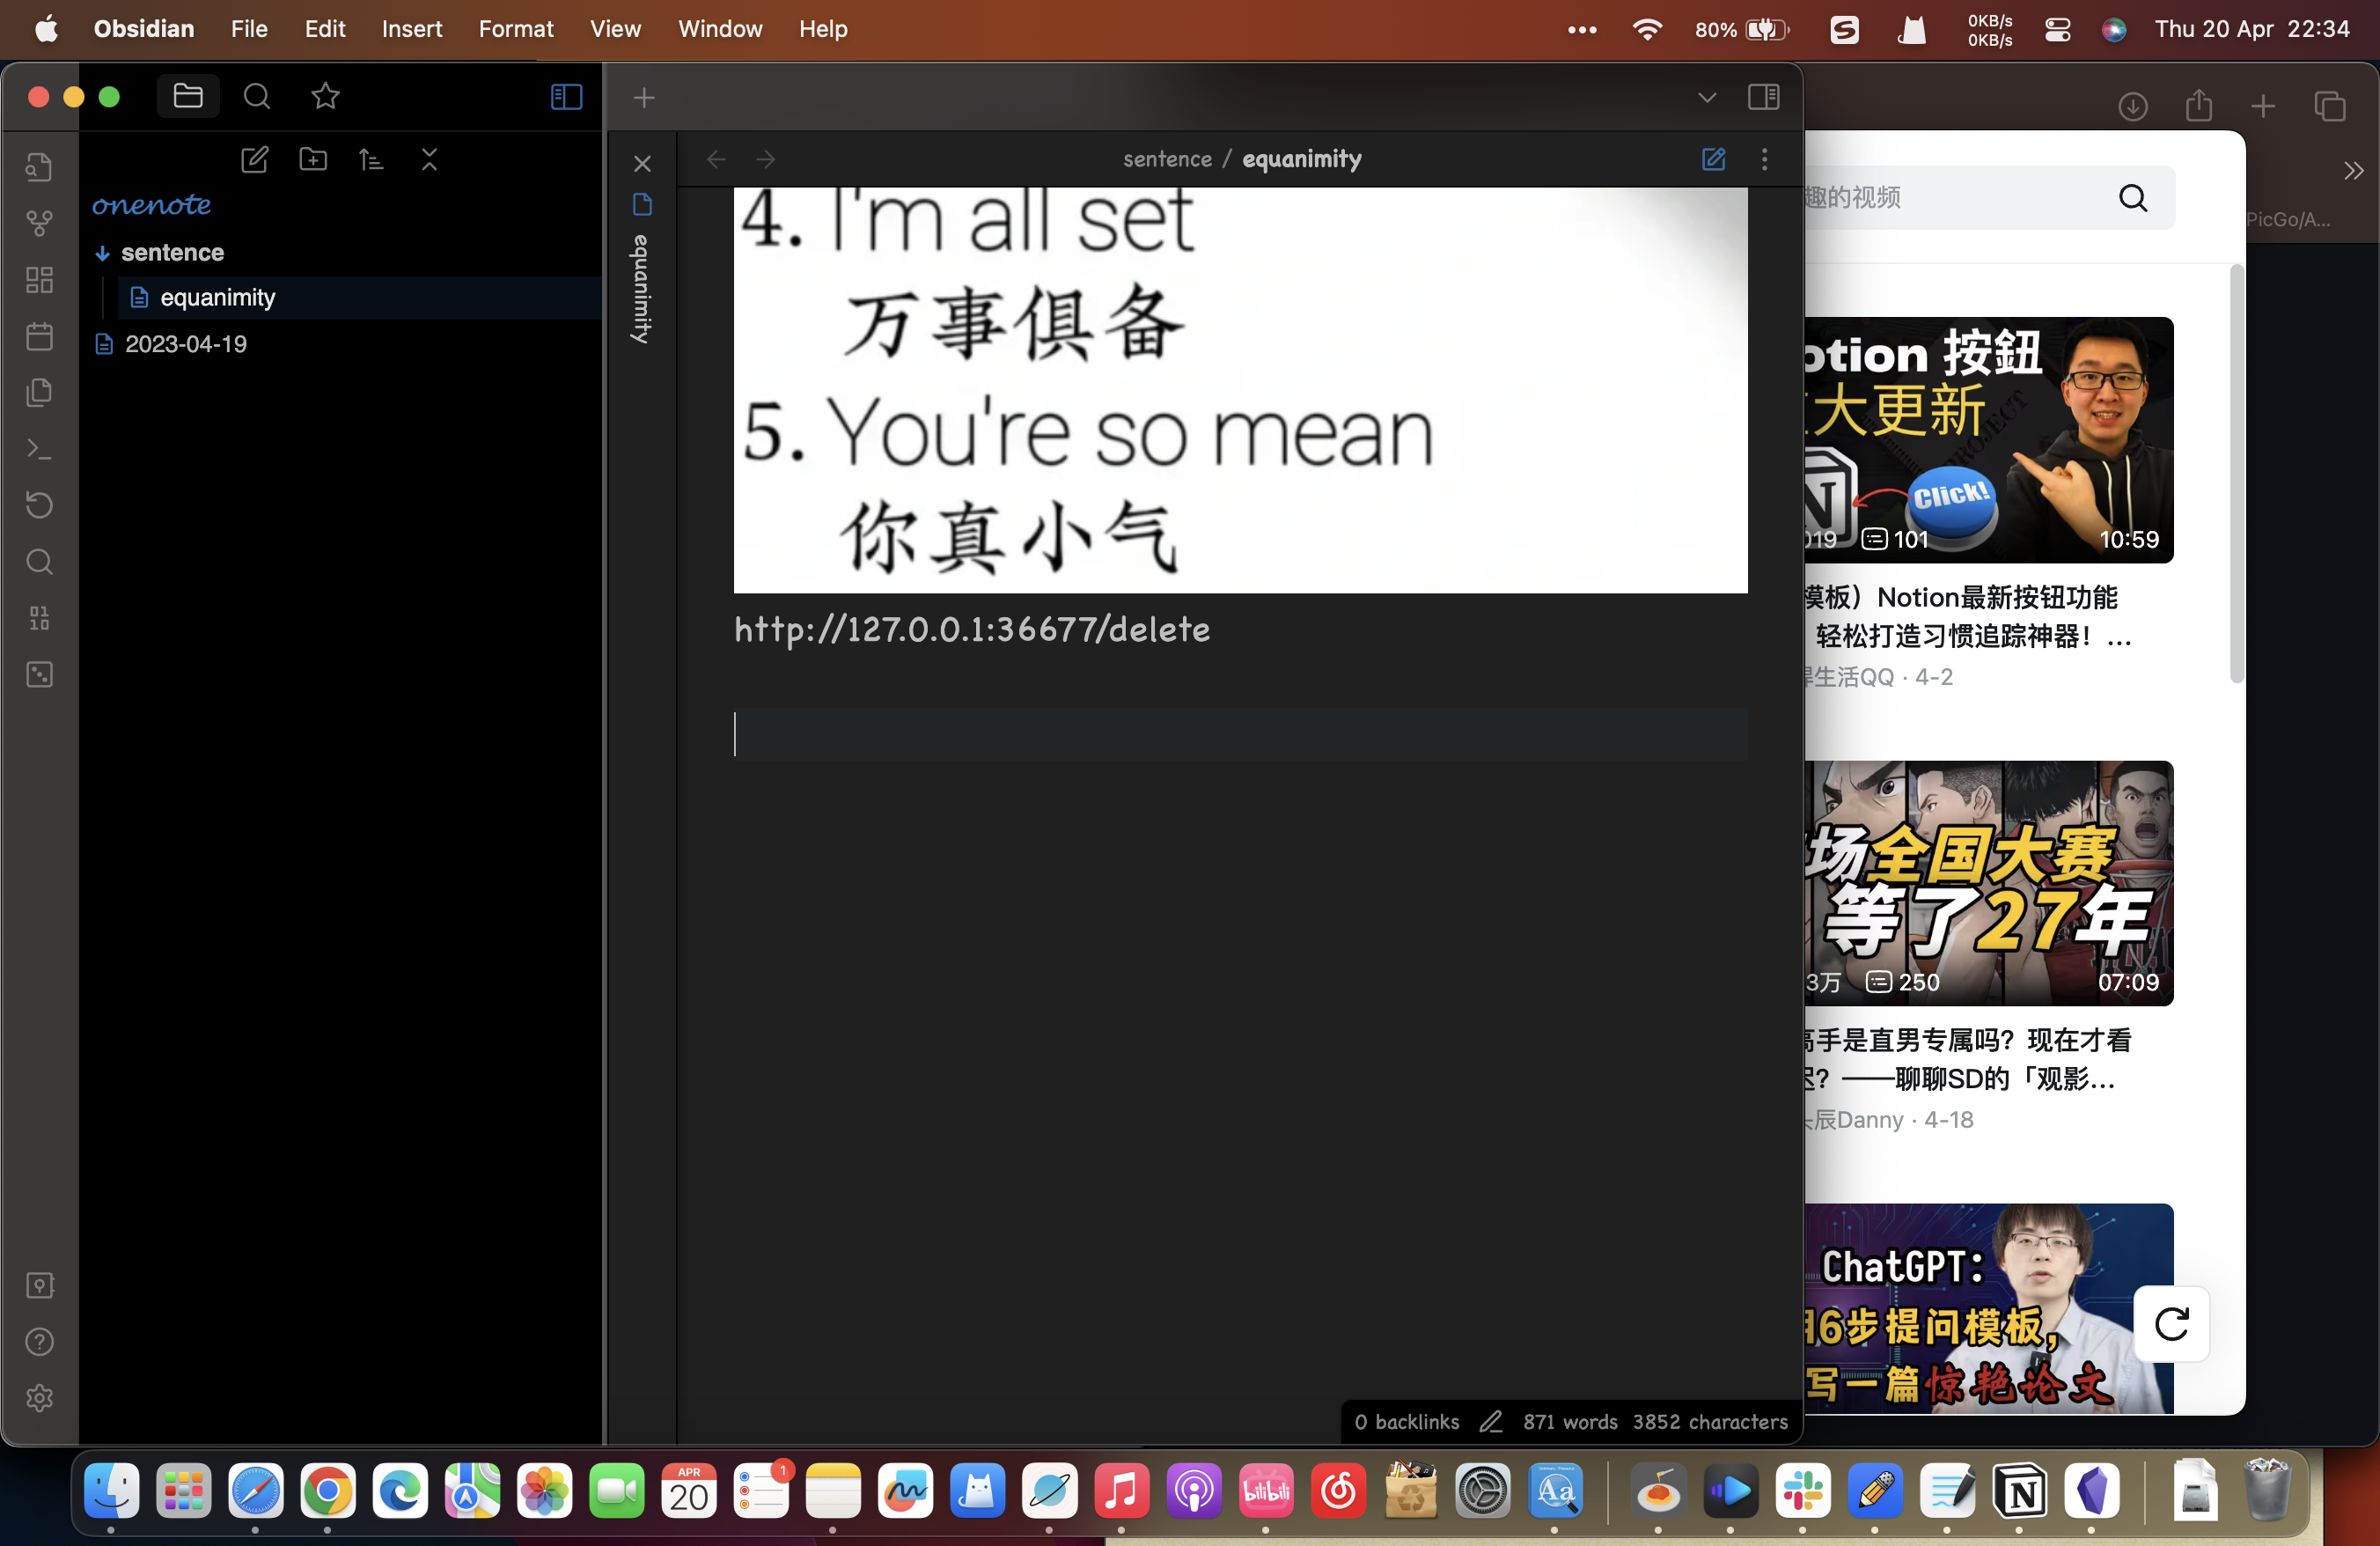 Obsidian File Edit Insert Format View Window Help
80%
0KB/s
0KB/s
Thu 20 Apr 22:34
onenote
sentence
equanimity
2023-04-19
equanimity
sentence / equanimity
4. I'm all set
万事俱备
5. You're so mean
你真小气
http://127.0.0.1:36677/delete
0 backlinks 871 words 3852 characters
趣的视频
PicGo/A...
otion 按鈕
大更新
PROJECT
Click!
N
019 101 10:59
模板）Notion最新按钮功能
轻松打造习惯追踪神器！...
生活QQ · 4-2
场全国大赛
等了27年
3万 250 07:09
高手是直男专属吗？现在才看
迟？——聊聊SD的「观影...
辰Danny · 4-18
ChatGPT：
用6步提问模板，
写一篇惊艳论文
APR
20
1
bilibili
Aa